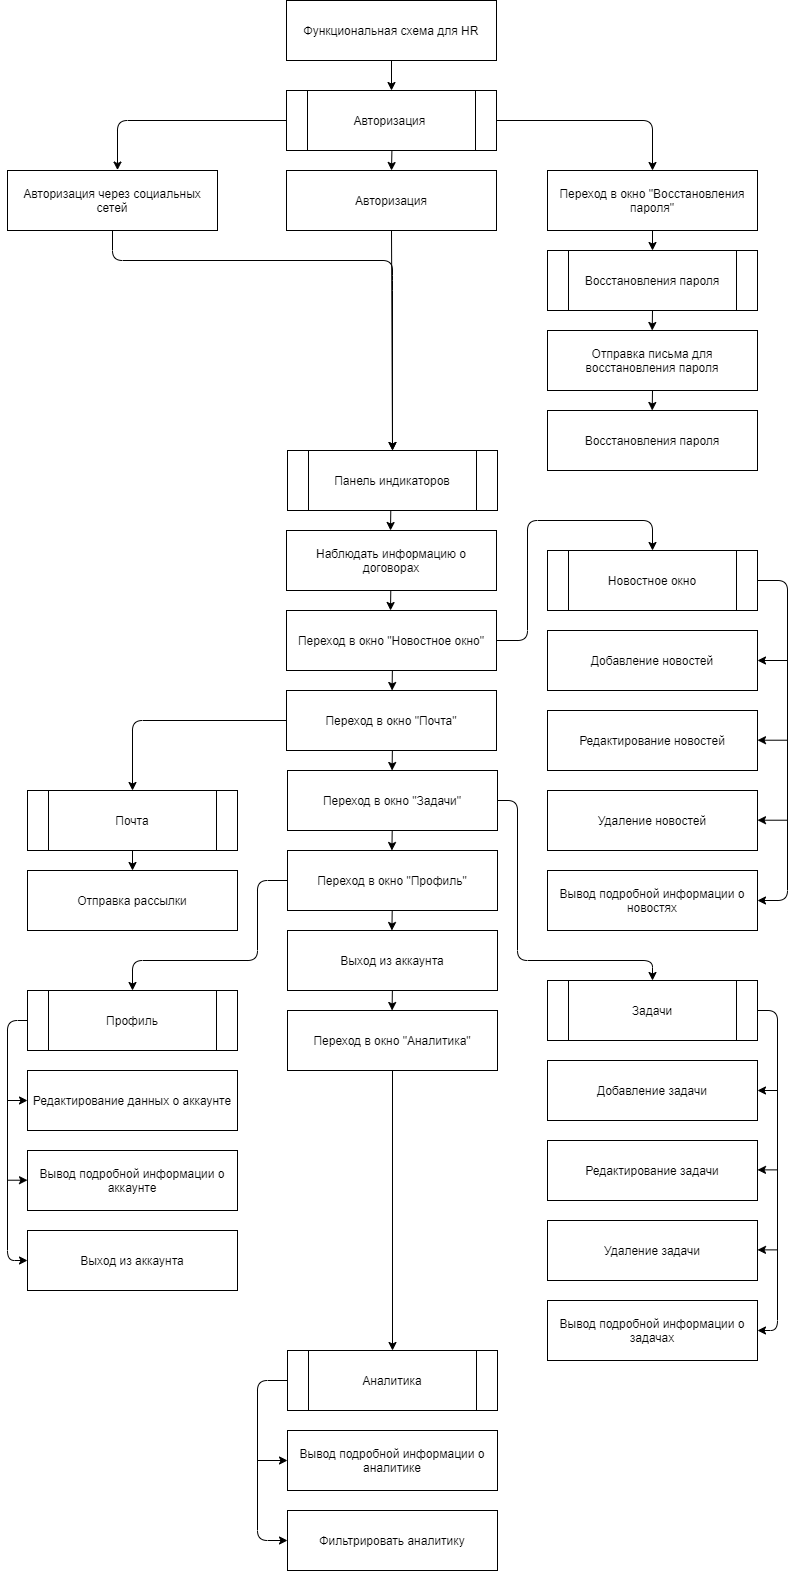 Функциональная схема для HR
Авторизация
Авторизация через социальных
сетей
Авторизация
Переход в окно "Восстановления
пароля"
Восстановления пароля
Отправка письма для
восстановления пароля
Восстановления пароля
Панель индикаторов
Наблюдать информацию о
договорах
Переход в окно "Новостное окно"
Новостное окно
Добавление новостей
Редактирование новостей
Удаление новостей
Вывод подробной информации о
новостях
Переход в окно "Почта"
Почта
Отправка рассылки
Переход в окно "Задачи"
Переход в окно "Профиль"
Выход из аккаунта
Переход в окно "Аналитика"
Профиль
Редактирование данных о аккаунте
Вывод подробной информации о
аккаунте
Выход из аккаунта
Задачи
Добавление задачи
Редактирование задачи
Удаление задачи
Вывод подробной информации о
задачах
Аналитика
Вывод подробной информации о
аналитике
Фильтрировать аналитику